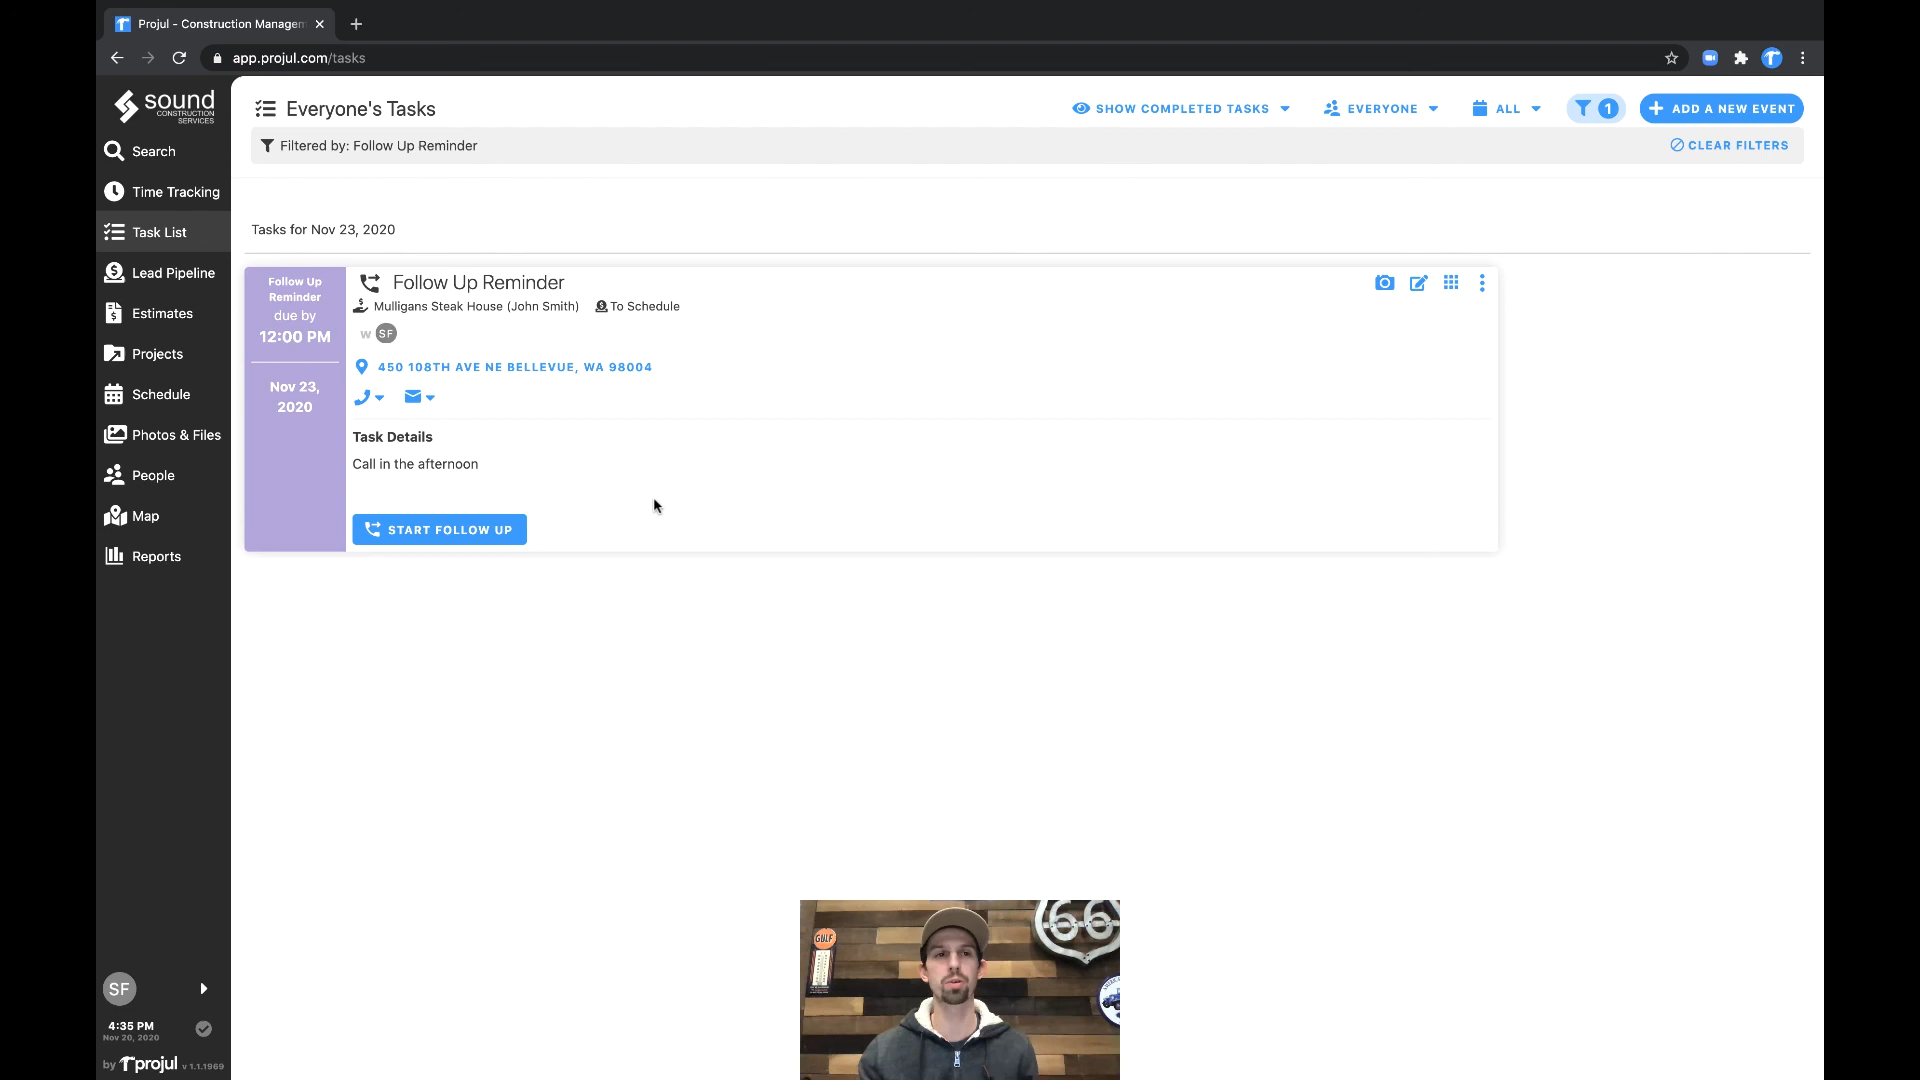 Projul - Construction Managem
app.projul.com/tasks
sound
CONSTRUCTION
SERVICES
Search
Time Tracking
Task List
Lead Pipeline
Estimates
Projects
Schedule
Photos & Files
People
Map
Reports
SF
4:35 PM
Nov 20, 2020
by projul v 1.1.1969
Everyone's Tasks
SHOW COMPLETED TASKS
EVERYONE
ALL
1
ADD A NEW EVENT
Filtered by: Follow Up Reminder
CLEAR FILTERS
Tasks for Nov 23, 2020
Follow Up
Reminder
due by
12:00 PM
Nov 23,
2020
Follow Up Reminder
Mulligans Steak House (John Smith) To Schedule
W SF
450 108TH AVE NE BELLEVUE, WA 98004
Task Details
Call in the afternoon
START FOLLOW UP
GULF
66